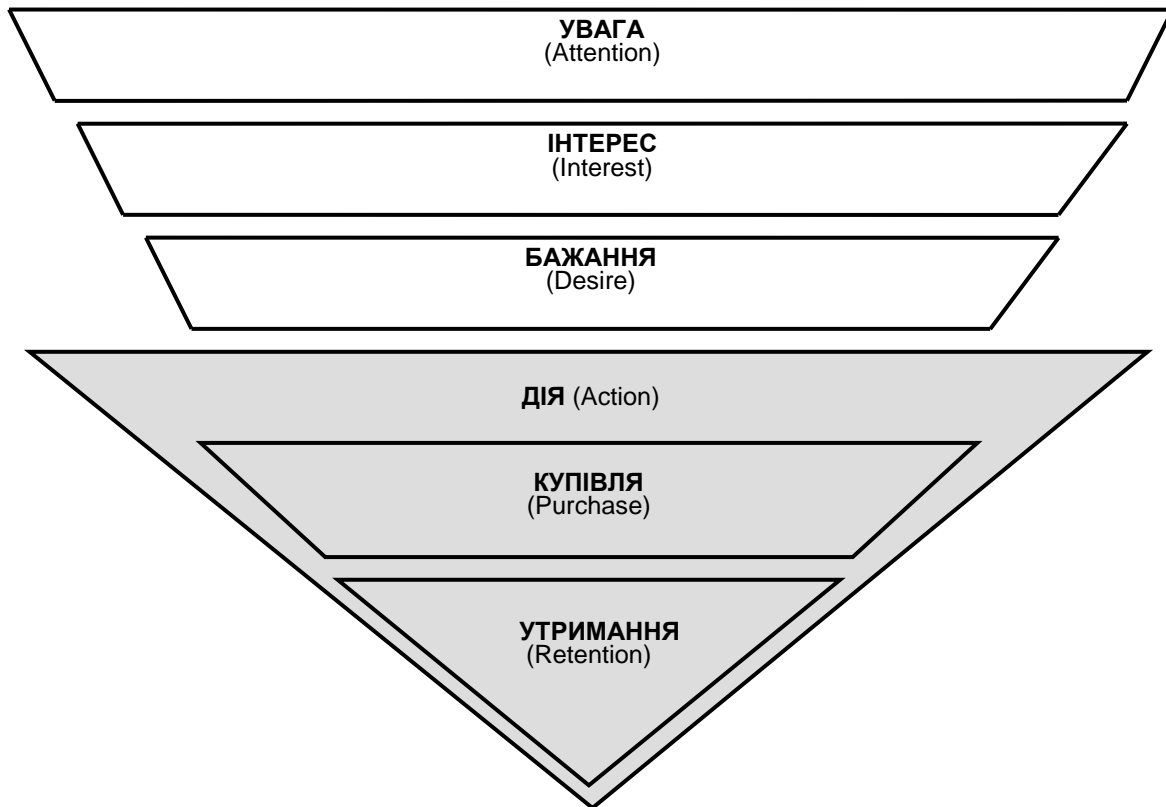 УВАГА
(Attention)
ІНТЕРЕС
(Interest)
БАЖАННЯ
(Desire)
ДІЯ (Action)
КУПІВЛЯ
(Purchase)
УТРИМАННЯ
(Retention)